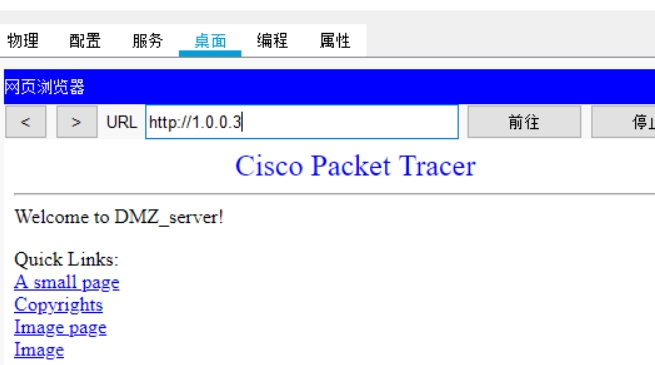 物理 配置 服务 桌面 编程 属性
网页浏览器
< > URL http://1.0.0.3 前往 停止
Cisco Packet Tracer
Welcome to DMZ_server!
Quick Links:
A small page
Copyrights
Image page
Image